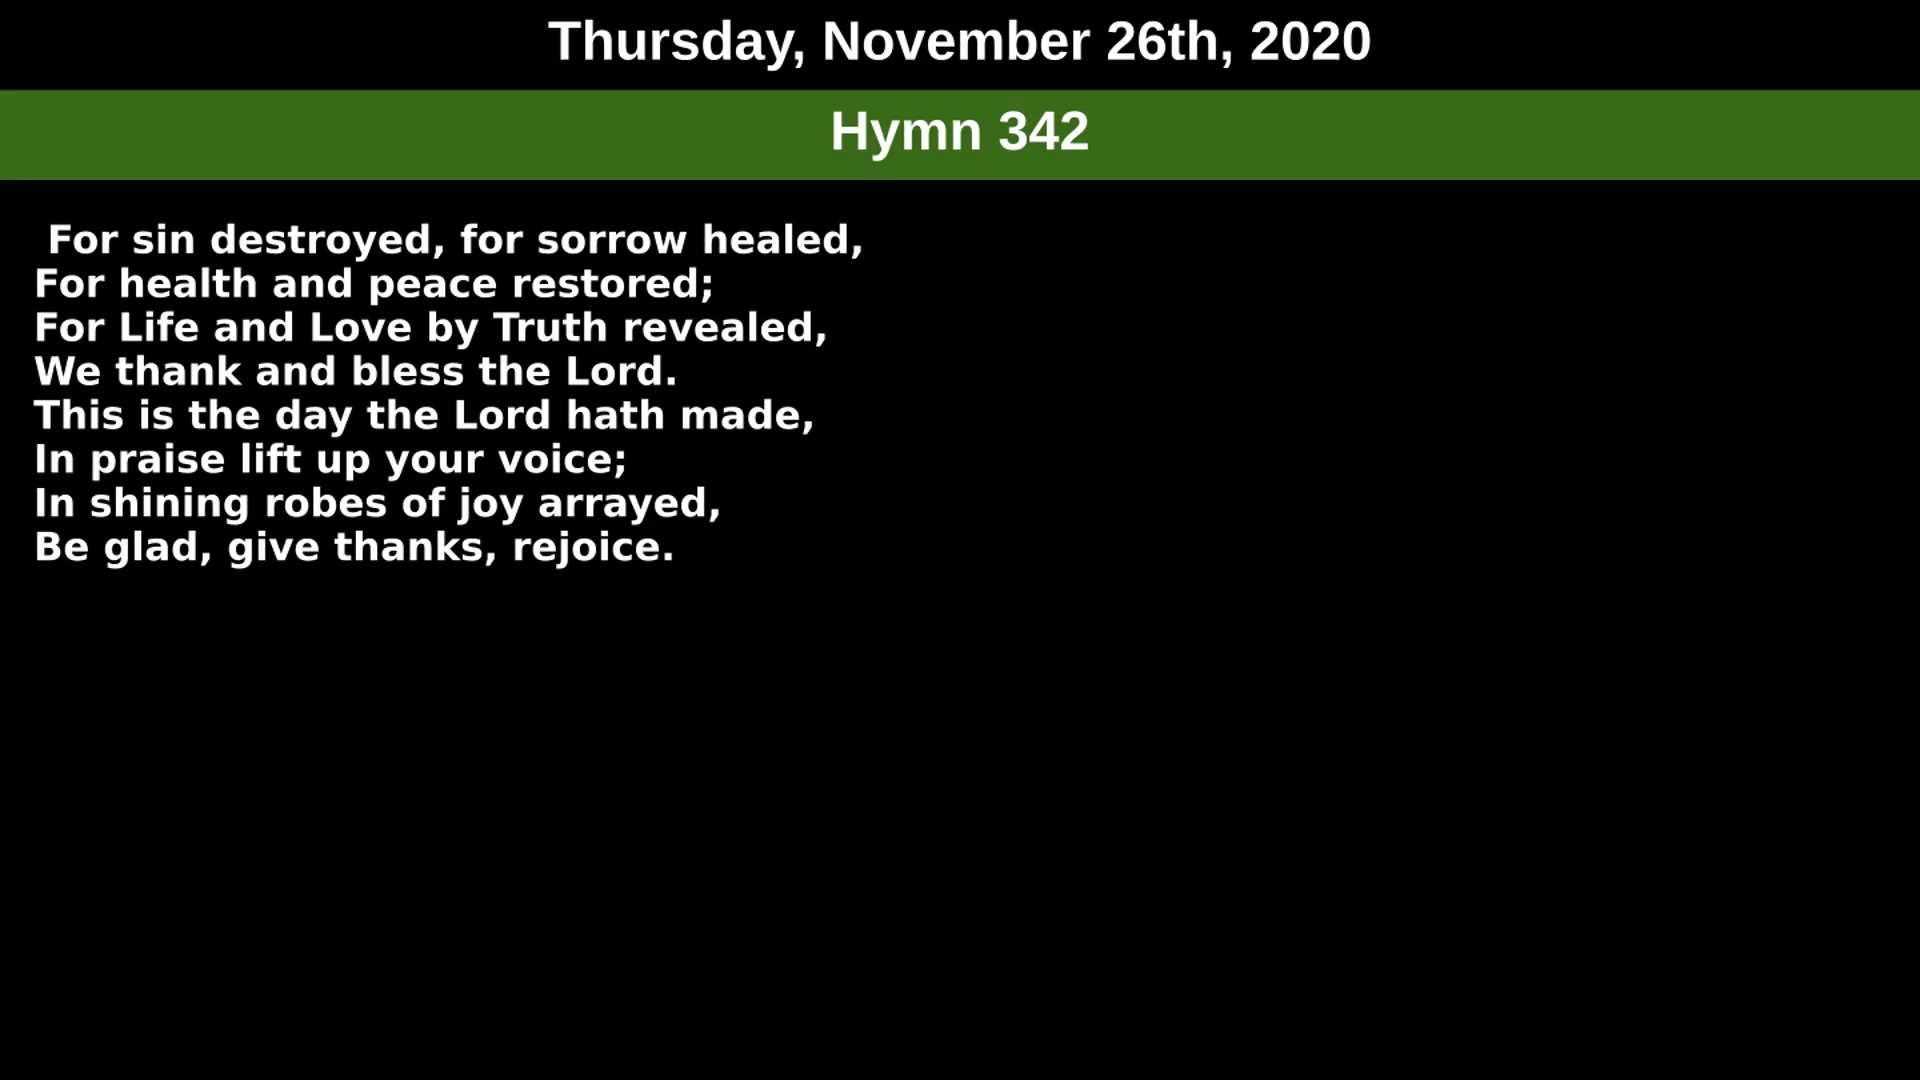 Thursday, November 26th, 2020
Hymn 342
For sin destroyed, for sorrow healed,
For health and peace restored;
For Life and Love by Truth revealed,
We thank and bless the Lord.
This is the day the Lord hath made,
In praise lift up your voice;
In shining robes of joy arrayed,
Be glad, give thanks, rejoice.